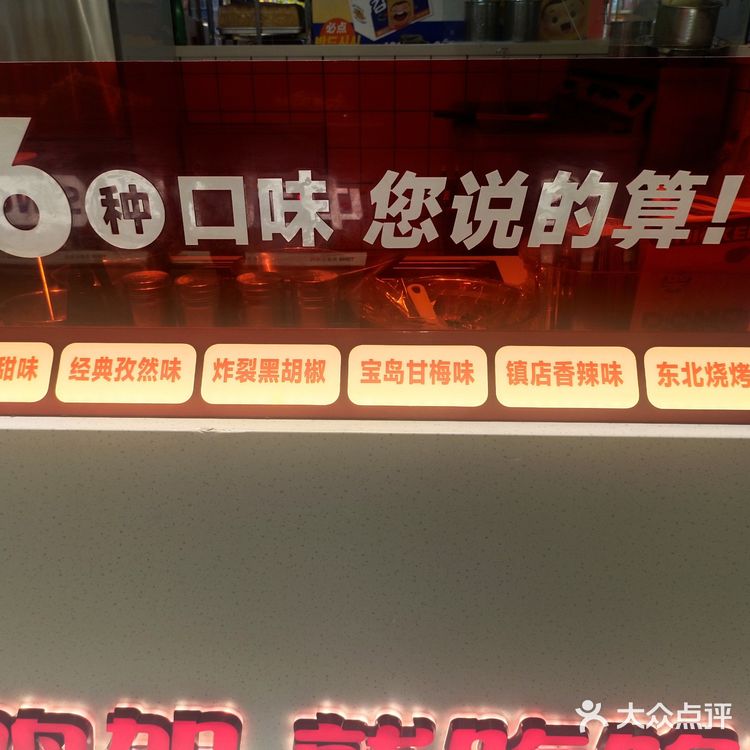 必点
6种口味 您说的算!
甜味 经典孜然味 炸裂黑胡椒 宝岛甘梅味 镇店香辣味 东北烧烤
大众点评